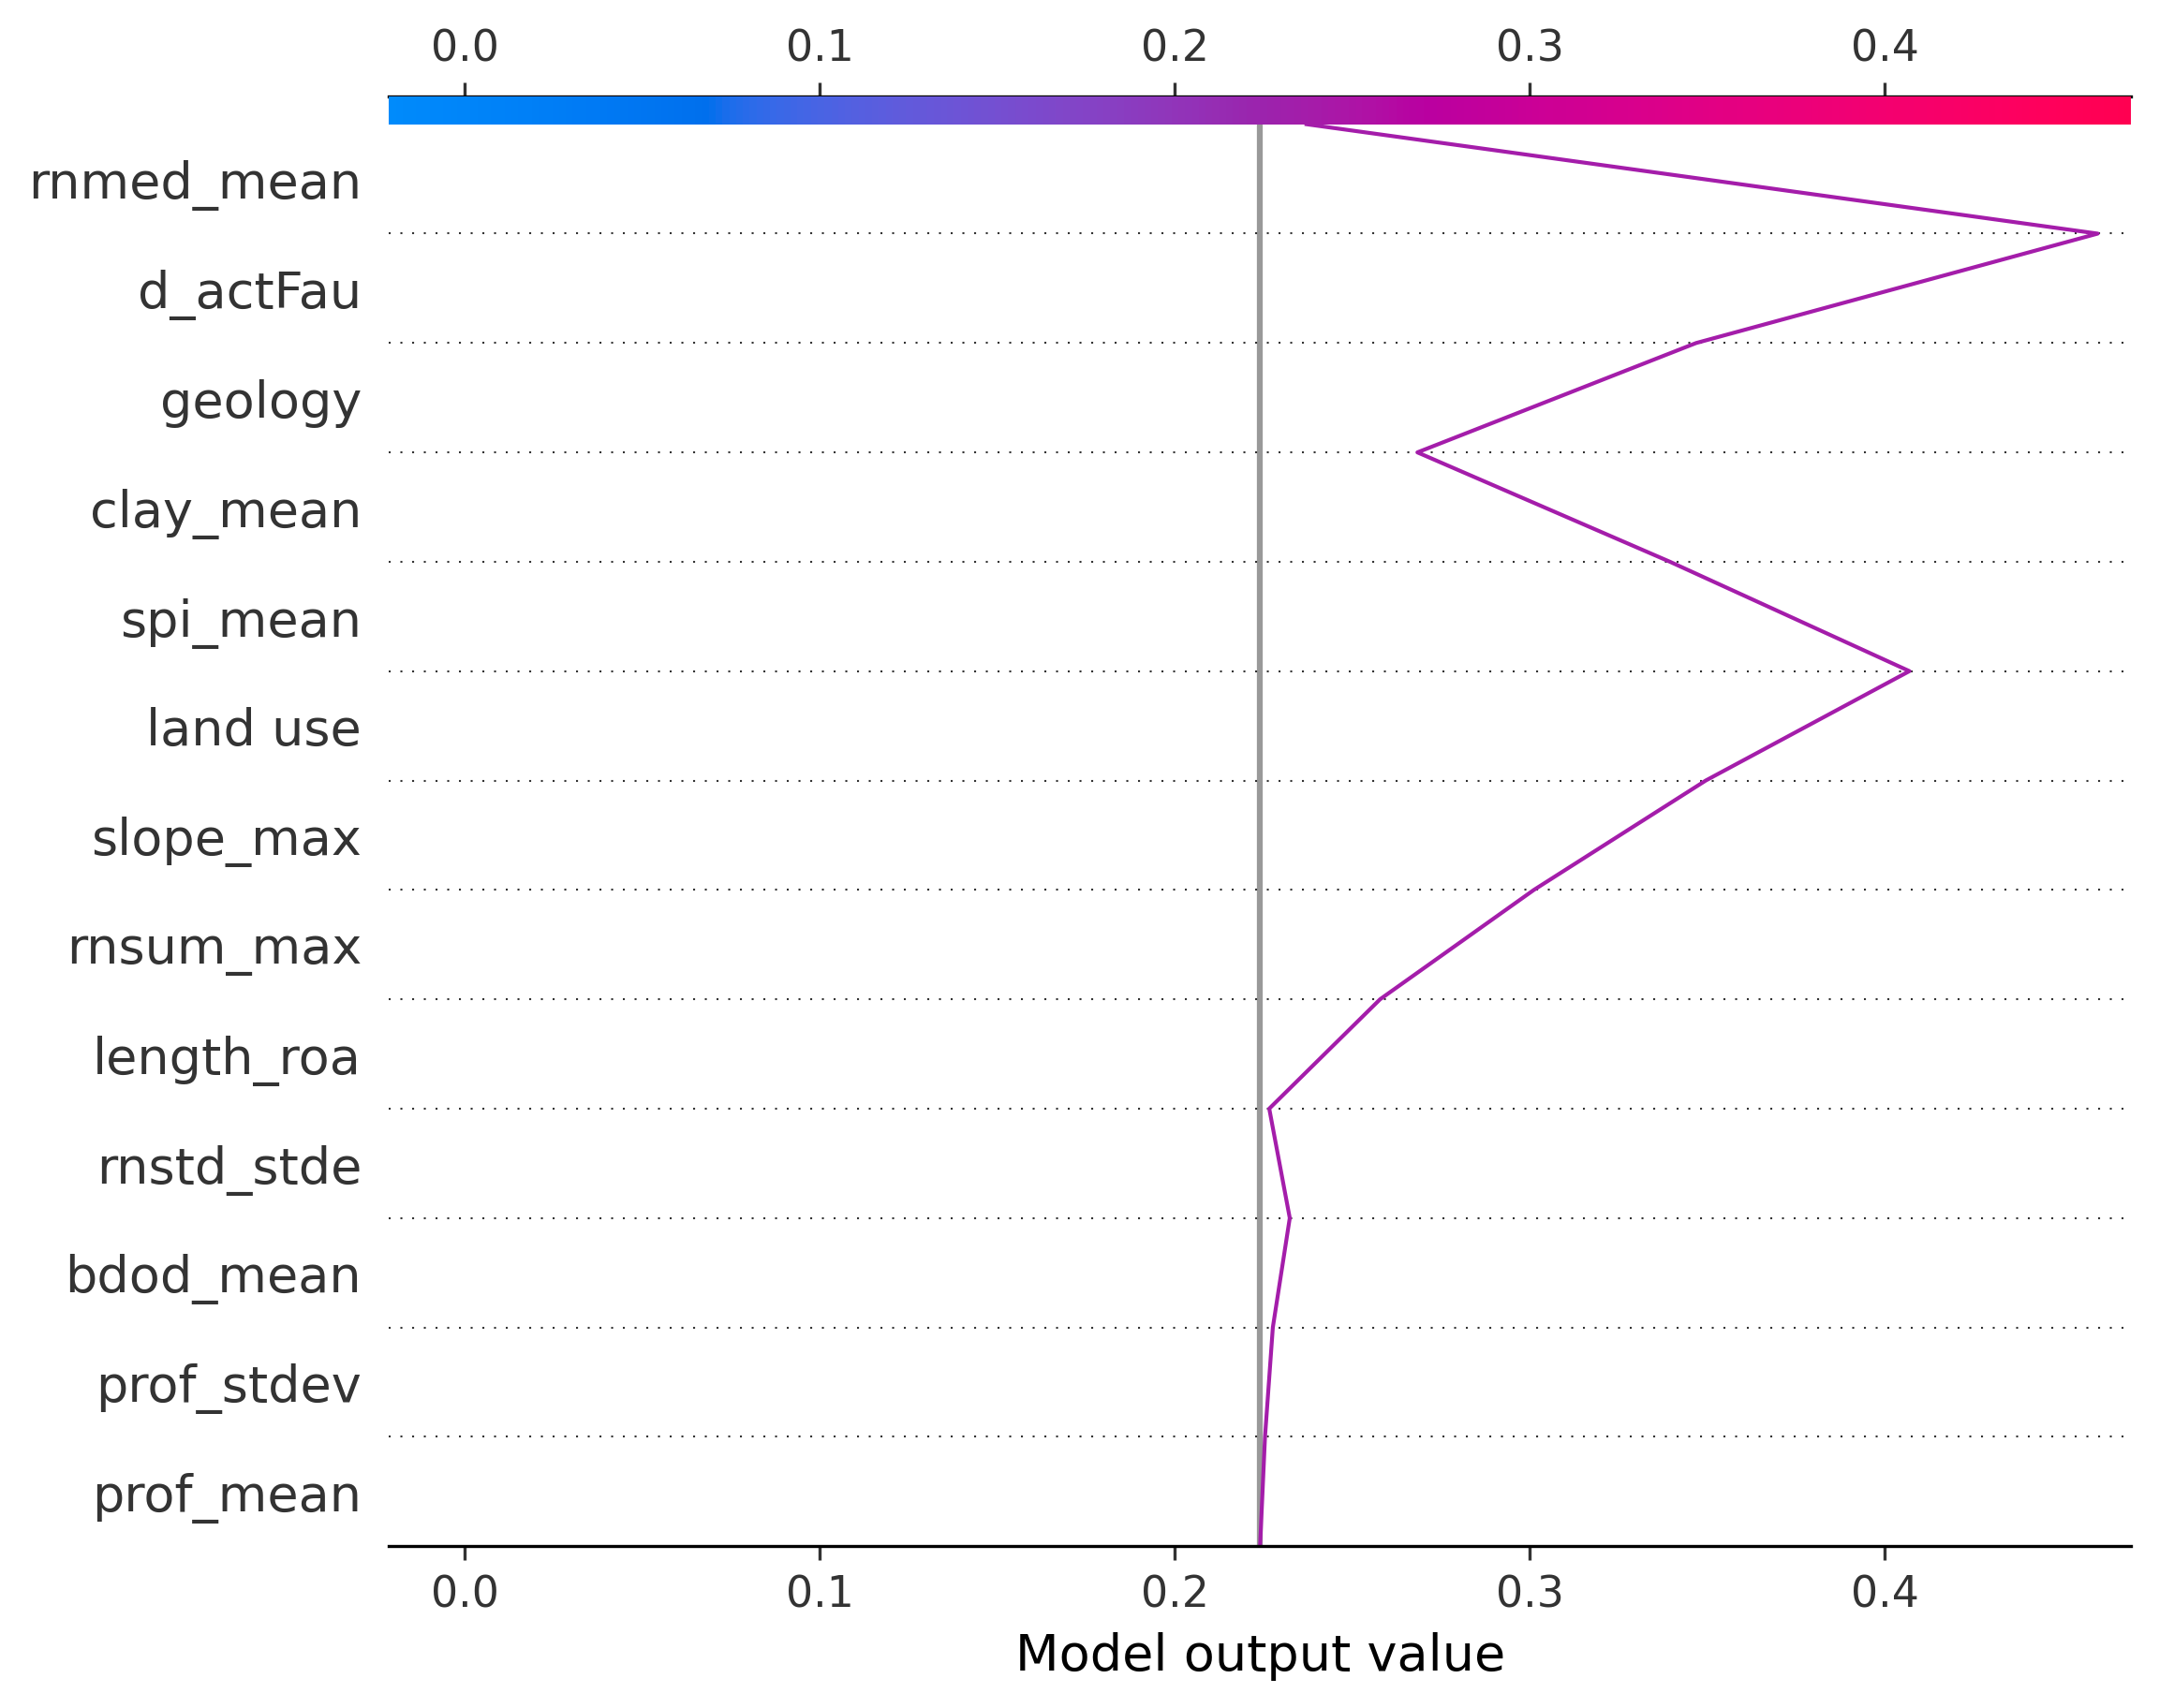 0.0 0.1 0.2 0.3 0.4
rnmed_mean
d_actFau
geology
clay_mean
spi_mean
land use
slope_max
rnsum_max
length_roa
rnstd_stde
bdod_mean
prof_stdev
prof_mean
0.0 0.1 0.2 0.3 0.4
Model output value